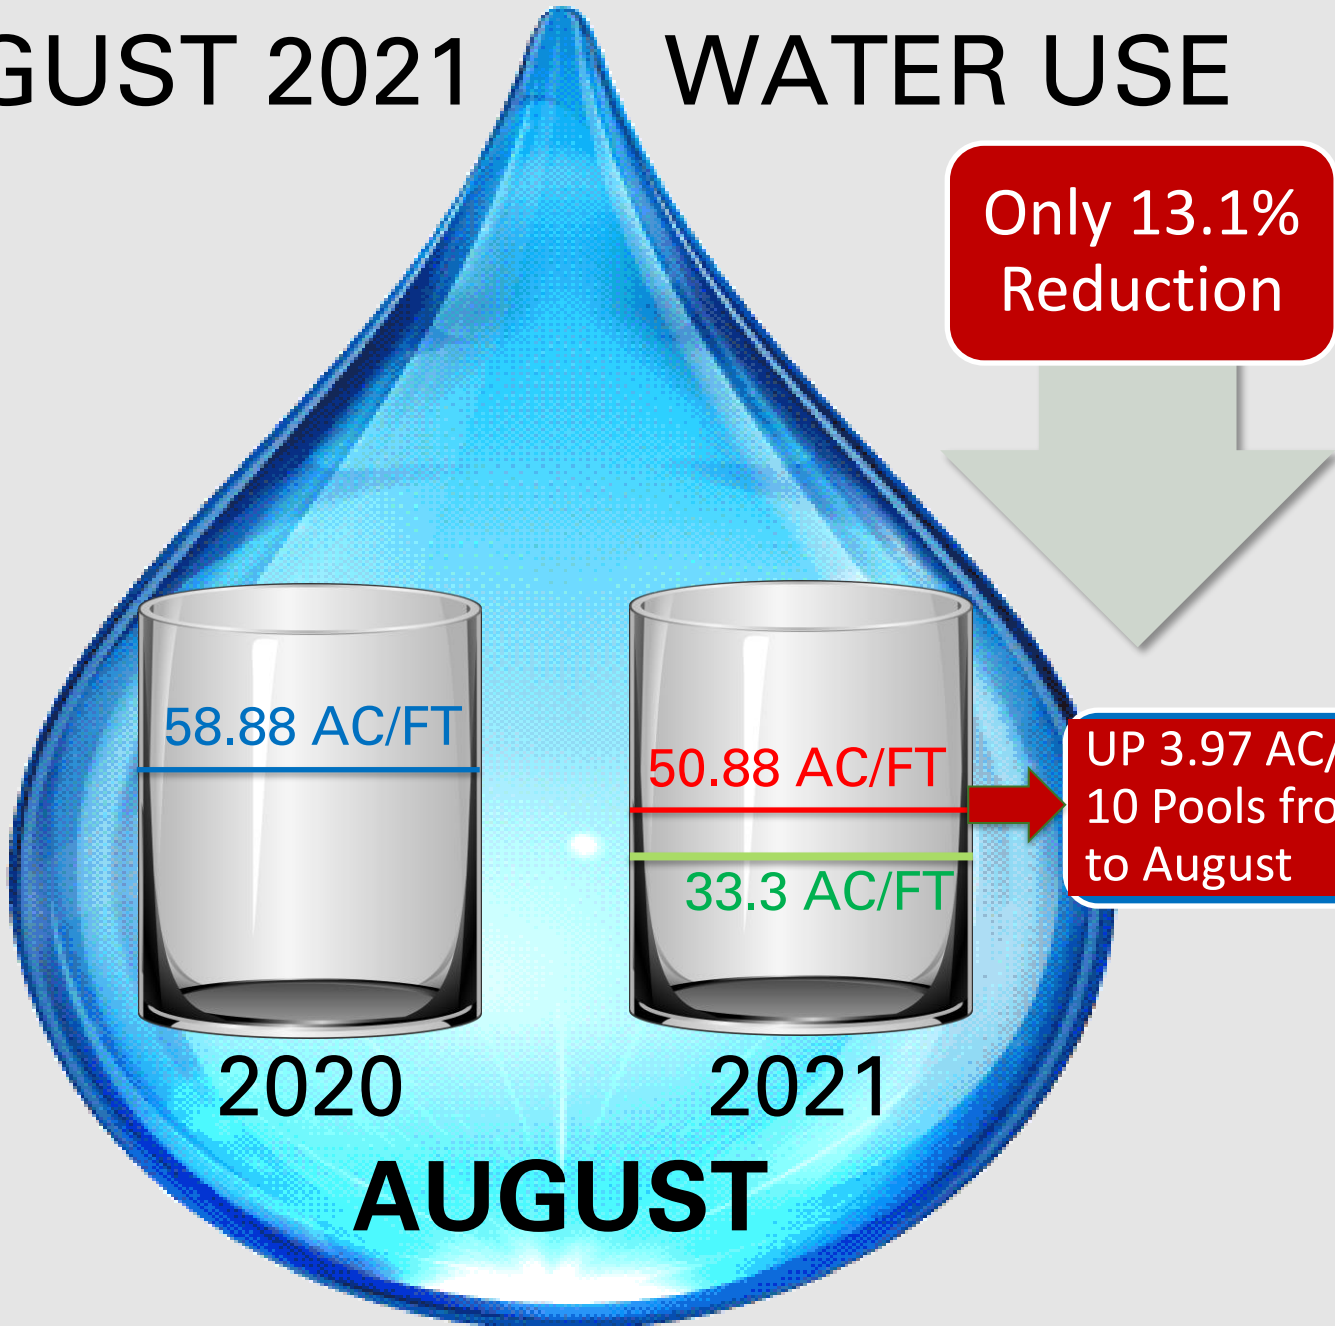 GUST 2021 WATER USE
Only 13.1%
Reduction
58.88 AC/FT
50.88 AC/FT
33.3 AC/FT
UP 3.97 AC/
10 Pools fro
to August
2020 2021
AUGUST